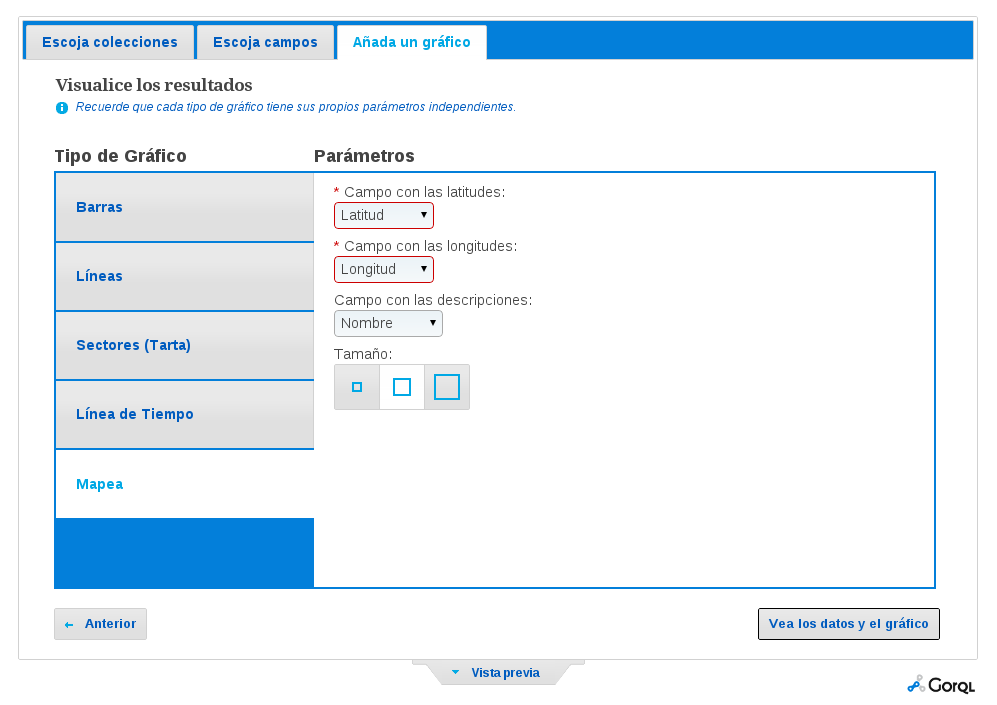 Escoja colecciones Escoja campos Añada un gráfico
Visualice los resultados
Recuerde que cada tipo de gráfico tiene sus propios parámetros independientes.
Tipo de Gráfico Parámetros
Barras
Líneas
Sectores (Tarta)
Línea de Tiempo
Mapea
* Campo con las latitudes:
Latitud
* Campo con las longitudes:
Longitud
Campo con las descripciones:
Nombre
Tamaño:
Anterior Vea los datos y el gráfico
Vista previa
GorqL